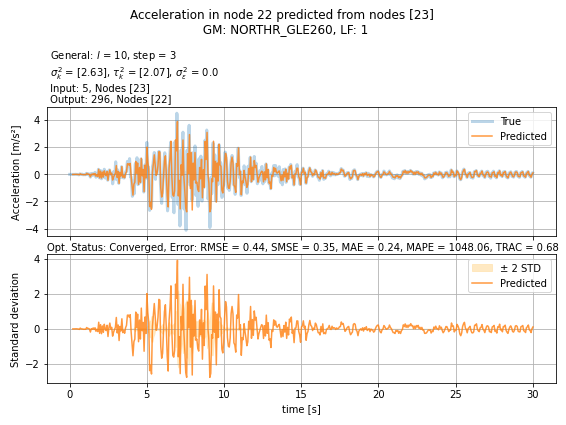 Acceleration in node 22 predicted from nodes [23]
GM: NORTHR_GLE260, LF: 1
General: l = 10, step = 3
σ²ₖ = [2.63], τ²ₖ = [2.07], σ²ε = 0.0
Input: 5, Nodes [23]
Output: 296, Nodes [22]
Acceleration [m/s²]
4
2
0
−2
−4
True
Predicted
Opt. Status: Converged, Error: RMSE = 0.44, SMSE = 0.35, MAE = 0.24, MAPE = 1048.06, TRAC = 0.68
Standard deviation
4
2
0
−2
± 2 STD
Predicted
0 5 10 15 20 25 30
time [s]